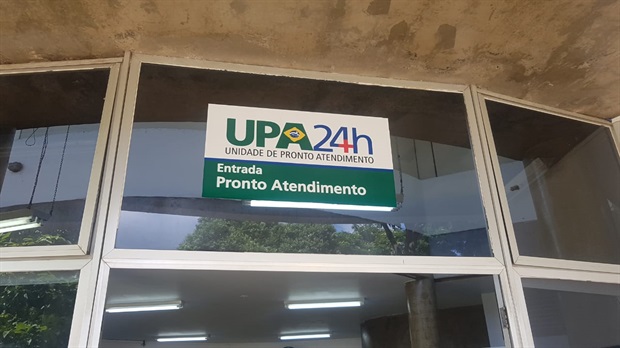 UPA24h
UNIDADE DE PRONTO ATENDIMENTO
Entrada
Pronto Atendimento